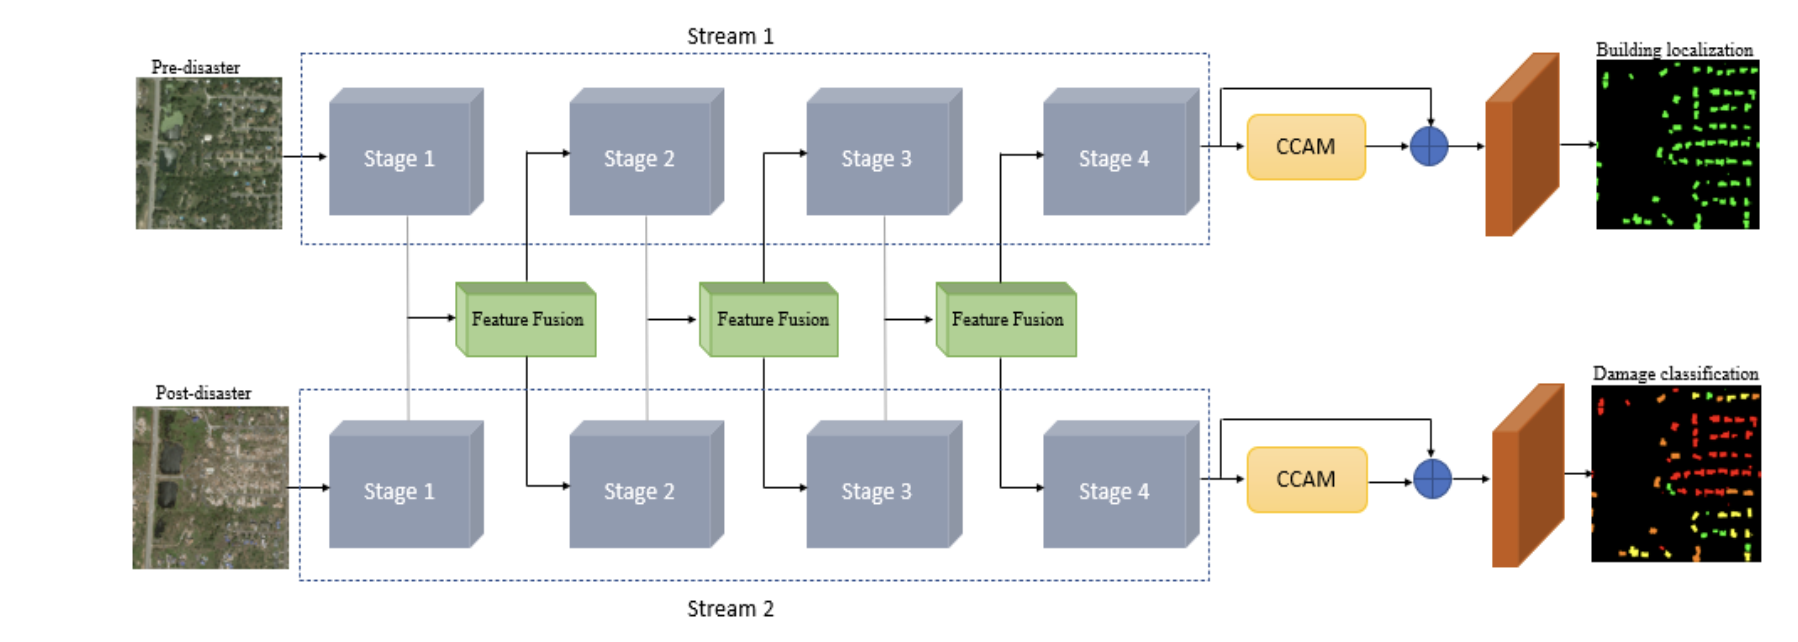 Stream 1
Pre-disaster
Building localization
Stage 1
Stage 2
Stage 3
Stage 4
CCAM
Feature Fusion
Feature Fusion
Feature Fusion
Post-disaster
Damage classification
Stage 1
Stage 2
Stage 3
Stage 4
CCAM
Stream 2